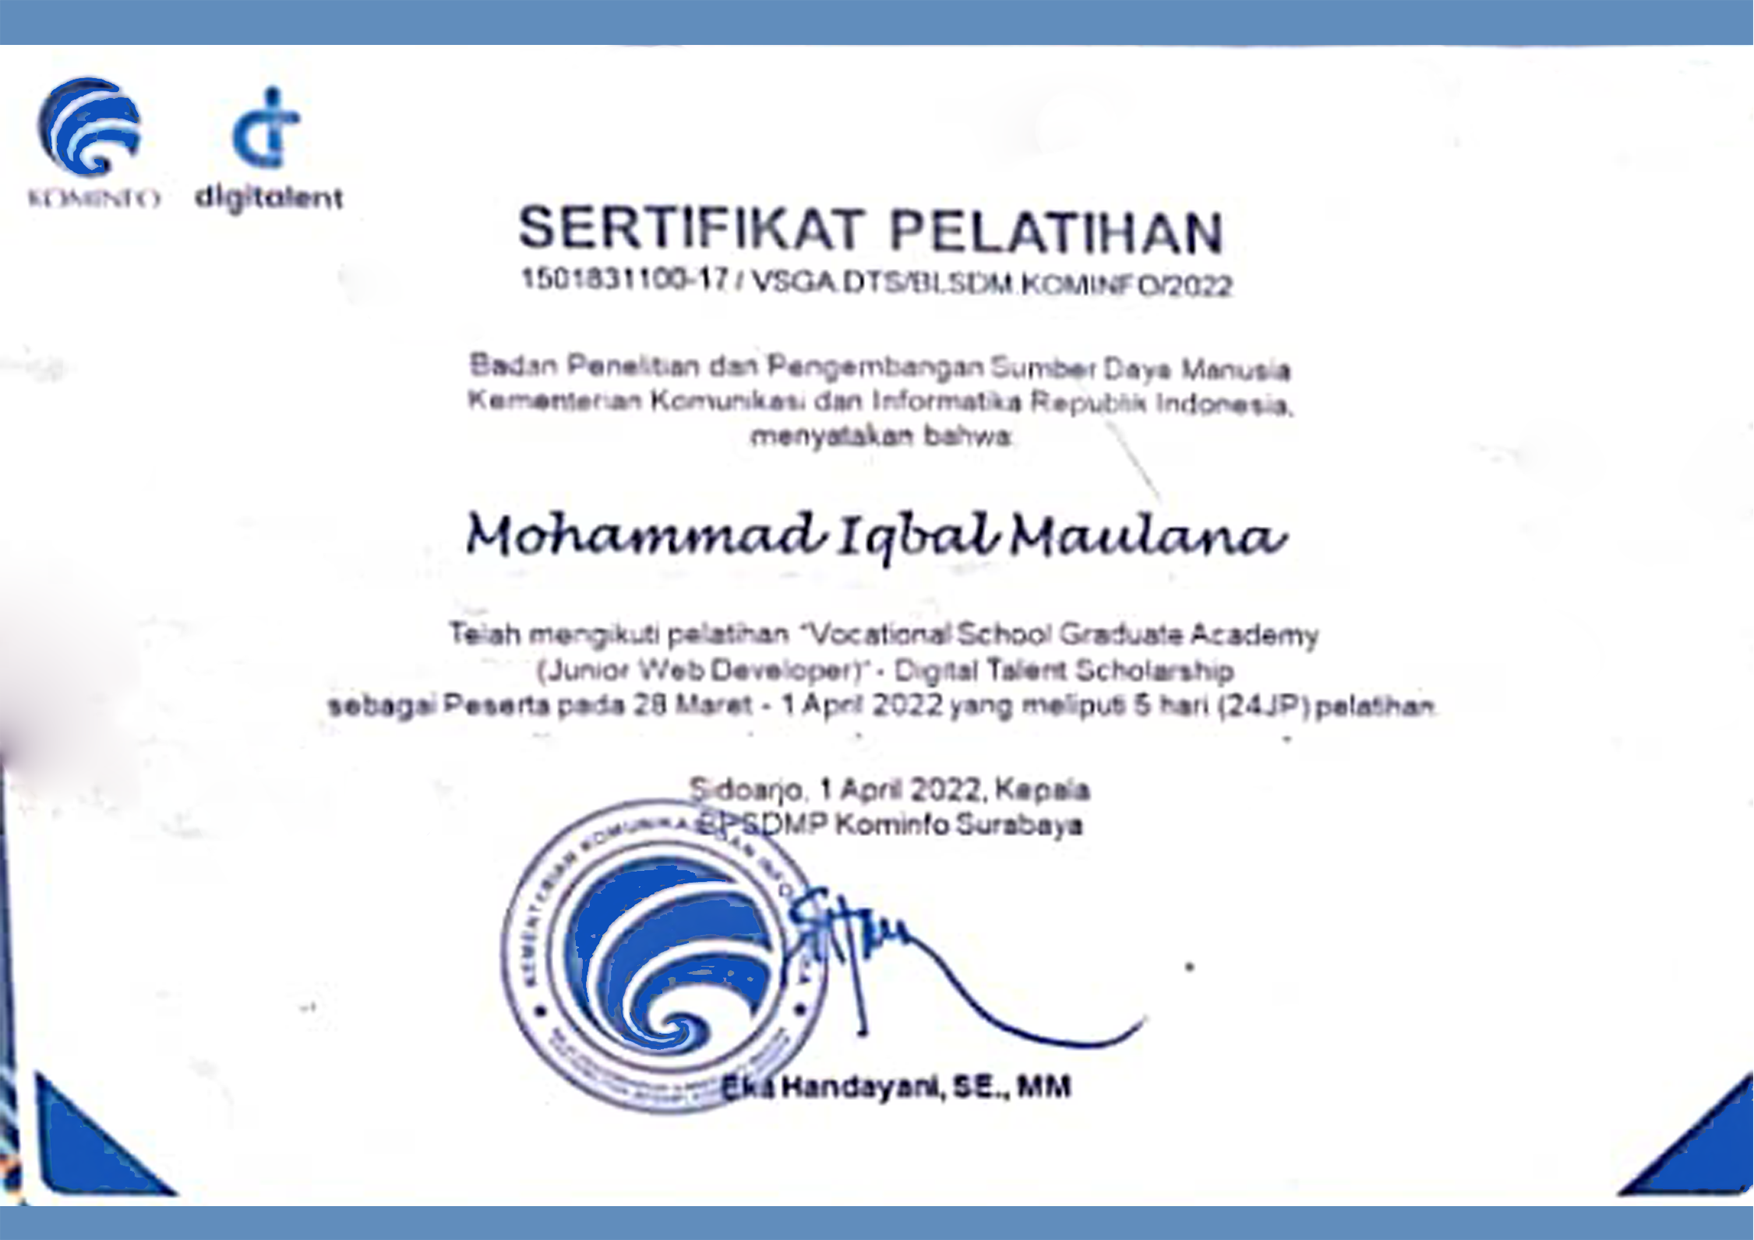 KOMINFO
digitalent
SERTIFIKAT PELATIHAN
1501831100-17 / VSGA.DTS/BLSDM.KOMINFO/2022
Badan Penelitian dan Pengembangan Sumber Daya Manusia
Kementerian Komunikasi dan Informatika Republik Indonesia,
menyatakan bahwa
Mohammad Iqbal Maulana
Telah mengikuti pelatihan "Vocational School Graduate Academy
(Junior Web Developer)" - Digital Talent Scholarship
sebagai Peserta pada 28 Maret - 1 April 2022 yang meliputi 5 hari (24JP) pelatihan
Sidoarjo, 1 April 2022, Kepala
BPSDMP Kominfo Surabaya
KEMENTERIAN KOMUNIKASI DAN INFO
Eka Handayani, SE., MM